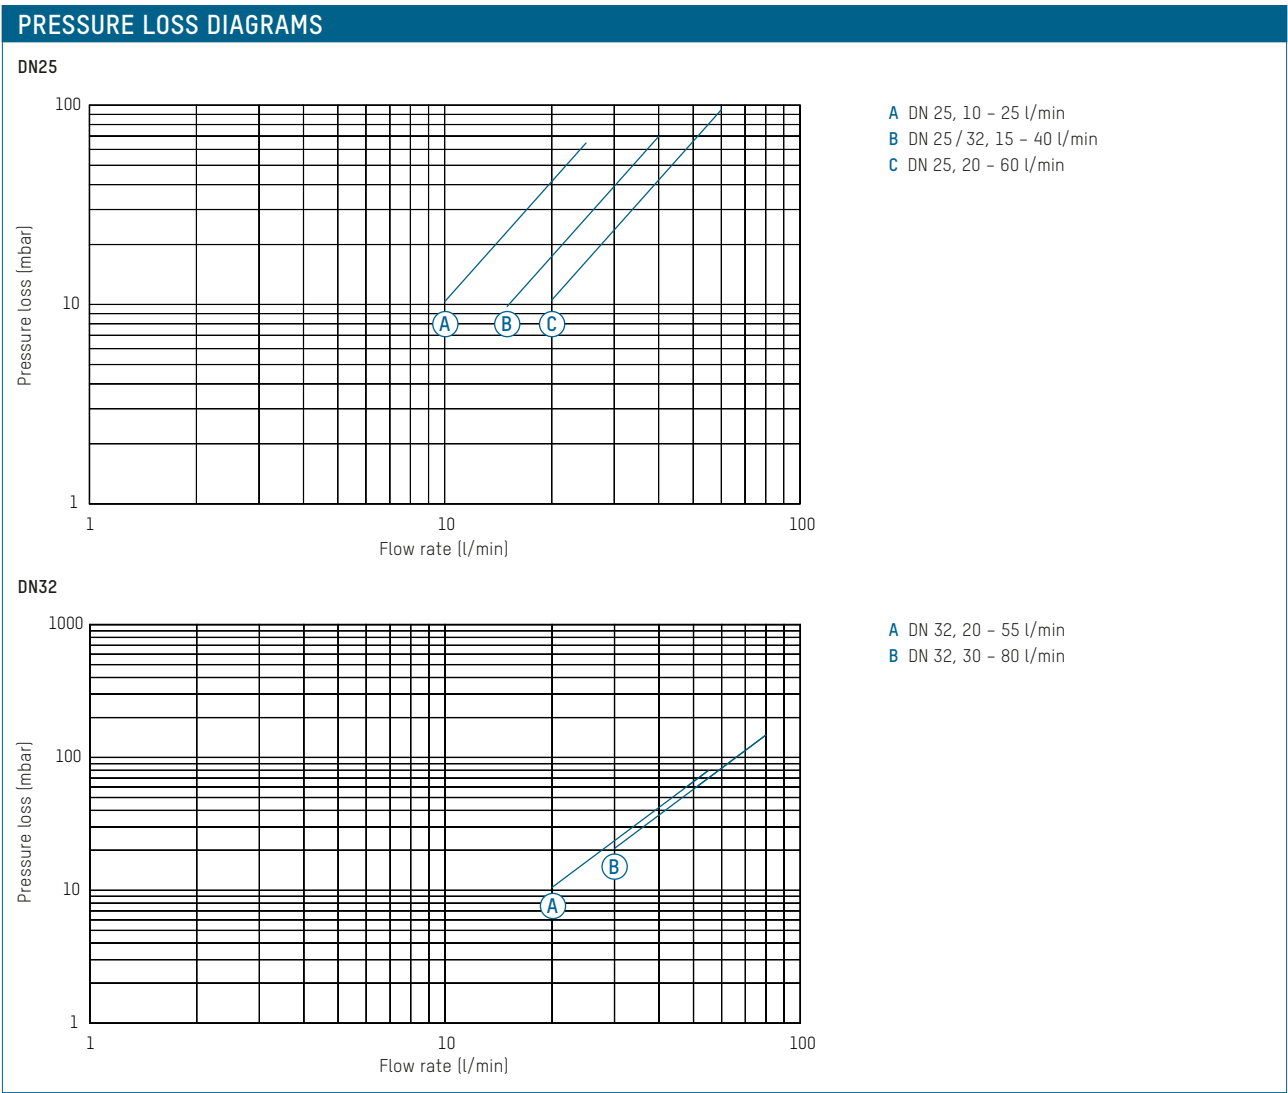 PRESSURE LOSS DIAGRAMS
DN25
100
10
1
Pressure loss (mbar)
A
B
C
1
10
100
Flow rate (l/min)
A DN 25, 10 – 25 l/min
B DN 25 / 32, 15 – 40 l/min
C DN 25, 20 – 60 l/min
DN32
1000
100
10
1
Pressure loss (mbar)
B
A
1
10
100
Flow rate (l/min)
A DN 32, 20 – 55 l/min
B DN 32, 30 – 80 l/min